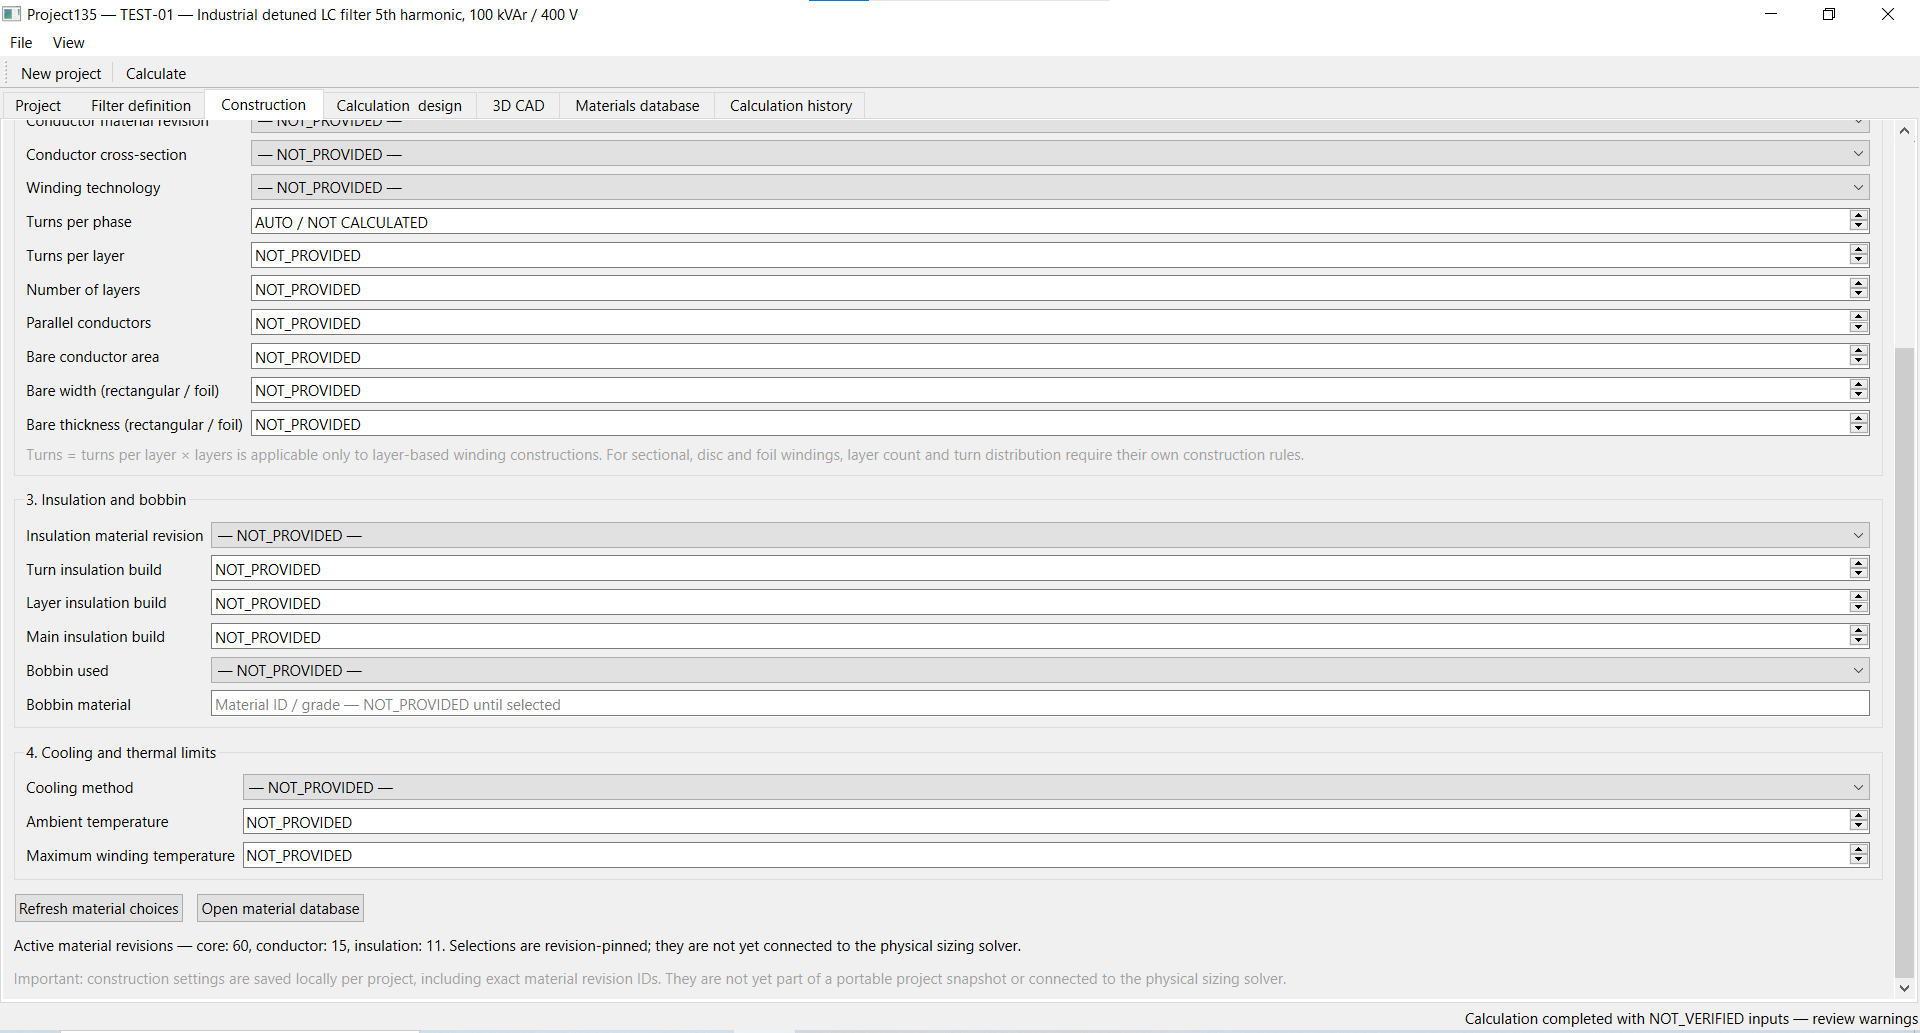 Project135 — TEST-01 — Industrial detuned LC filter 5th harmonic, 100 kVAr / 400 V
File View
New project Calculate
Project Filter definition Construction Calculation design 3D CAD Materials database Calculation history
Conductor material revision — NOT_PROVIDED —
Conductor cross-section — NOT_PROVIDED —
Winding technology — NOT_PROVIDED —
Turns per phase AUTO / NOT CALCULATED
Turns per layer NOT_PROVIDED
Number of layers NOT_PROVIDED
Parallel conductors NOT_PROVIDED
Bare conductor area NOT_PROVIDED
Bare width (rectangular / foil) NOT_PROVIDED
Bare thickness (rectangular / foil) NOT_PROVIDED
Turns = turns per layer × layers is applicable only to layer-based winding constructions. For sectional, disc and foil windings, layer count and turn distribution require their own construction rules.
3. Insulation and bobbin
Insulation material revision — NOT_PROVIDED —
Turn insulation build NOT_PROVIDED
Layer insulation build NOT_PROVIDED
Main insulation build NOT_PROVIDED
Bobbin used — NOT_PROVIDED —
Bobbin material Material ID / grade — NOT_PROVIDED until selected
4. Cooling and thermal limits
Cooling method — NOT_PROVIDED —
Ambient temperature NOT_PROVIDED
Maximum winding temperature NOT_PROVIDED
Refresh material choices Open material database
Active material revisions — core: 60, conductor: 15, insulation: 11. Selections are revision-pinned; they are not yet connected to the physical sizing solver.
Important: construction settings are saved locally per project, including exact material revision IDs. They are not yet part of a portable project snapshot or connected to the physical sizing solver.
Calculation completed with NOT_VERIFIED inputs — review warnings